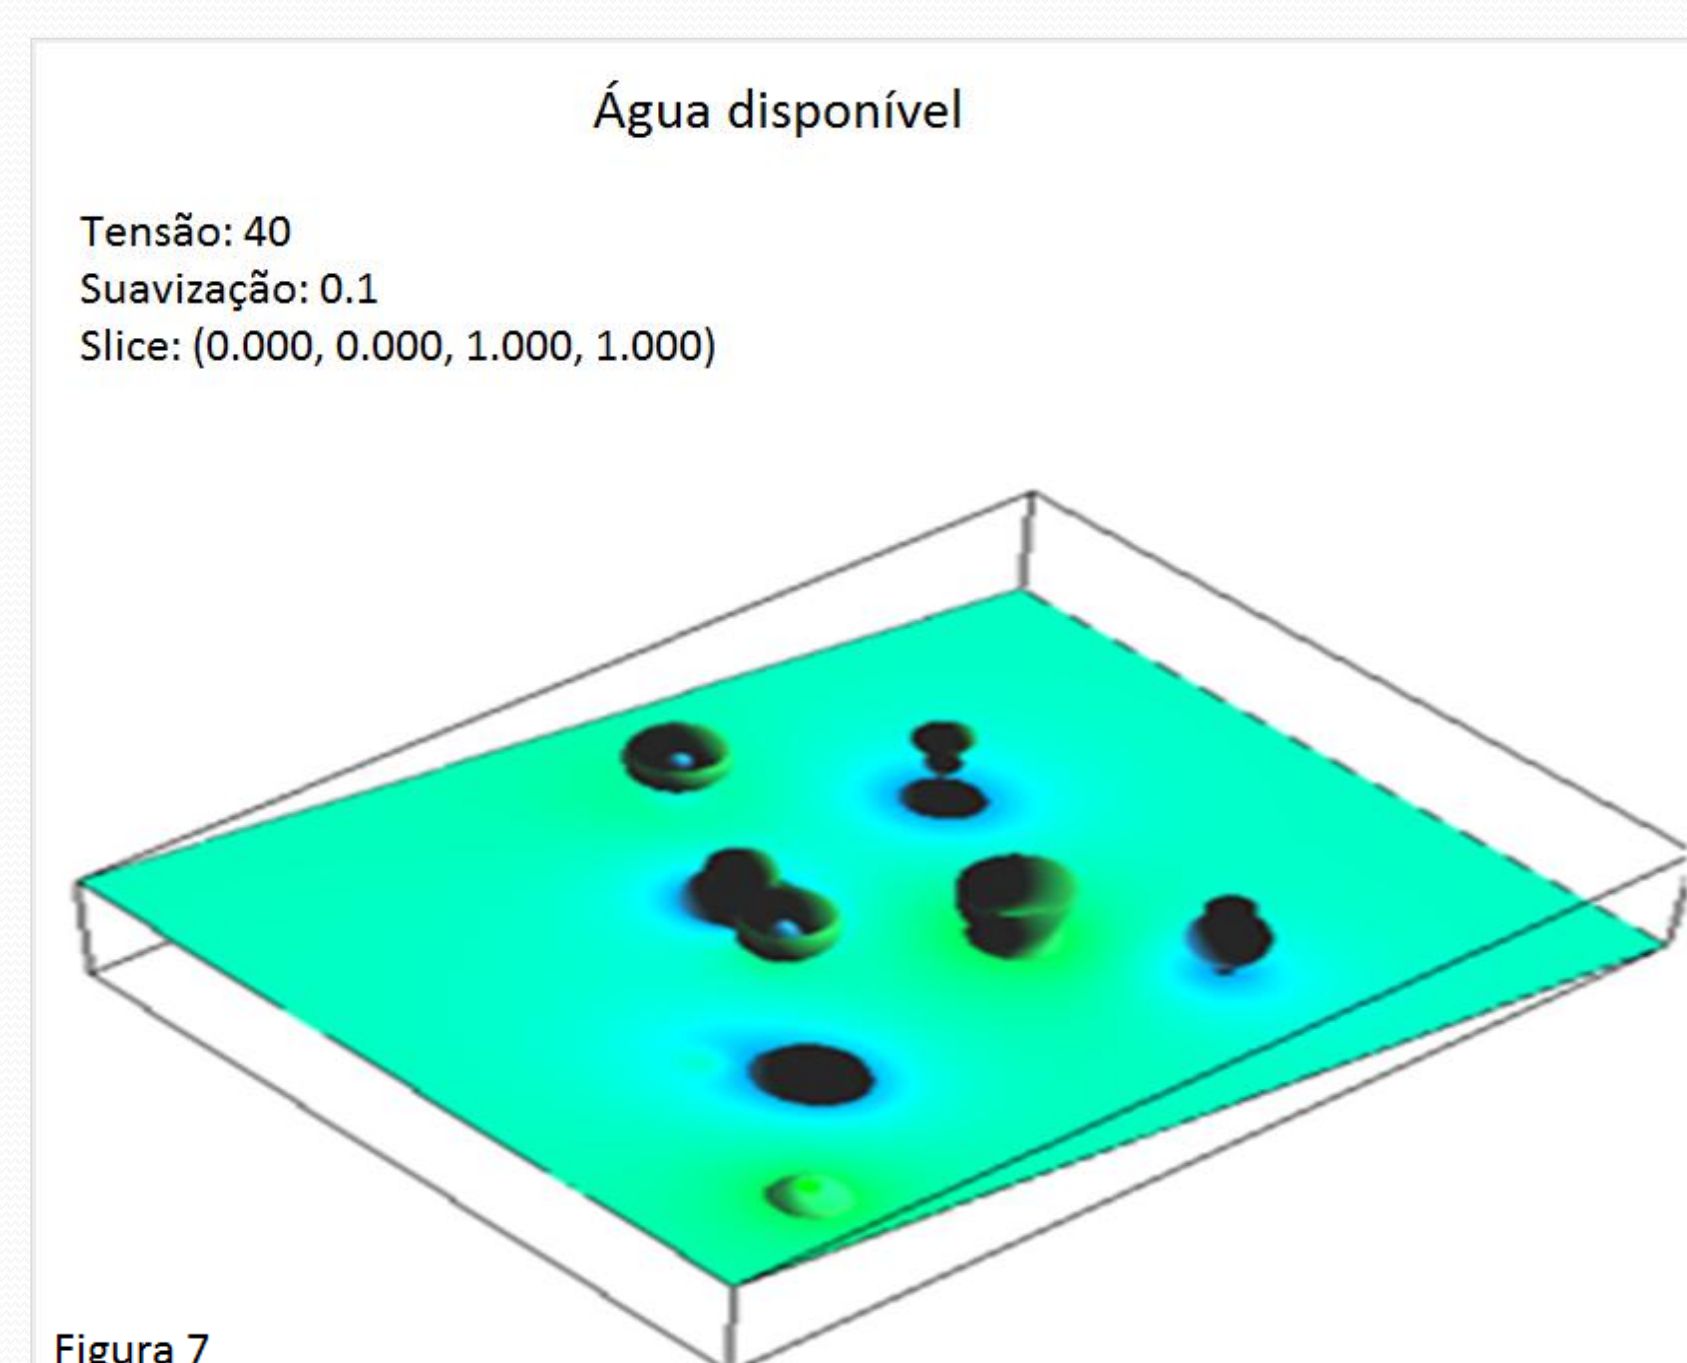 Água disponível
Tensão: 40
Suavização: 0.1
Slice: (0.000, 0.000, 1.000, 1.000)
Figura 7